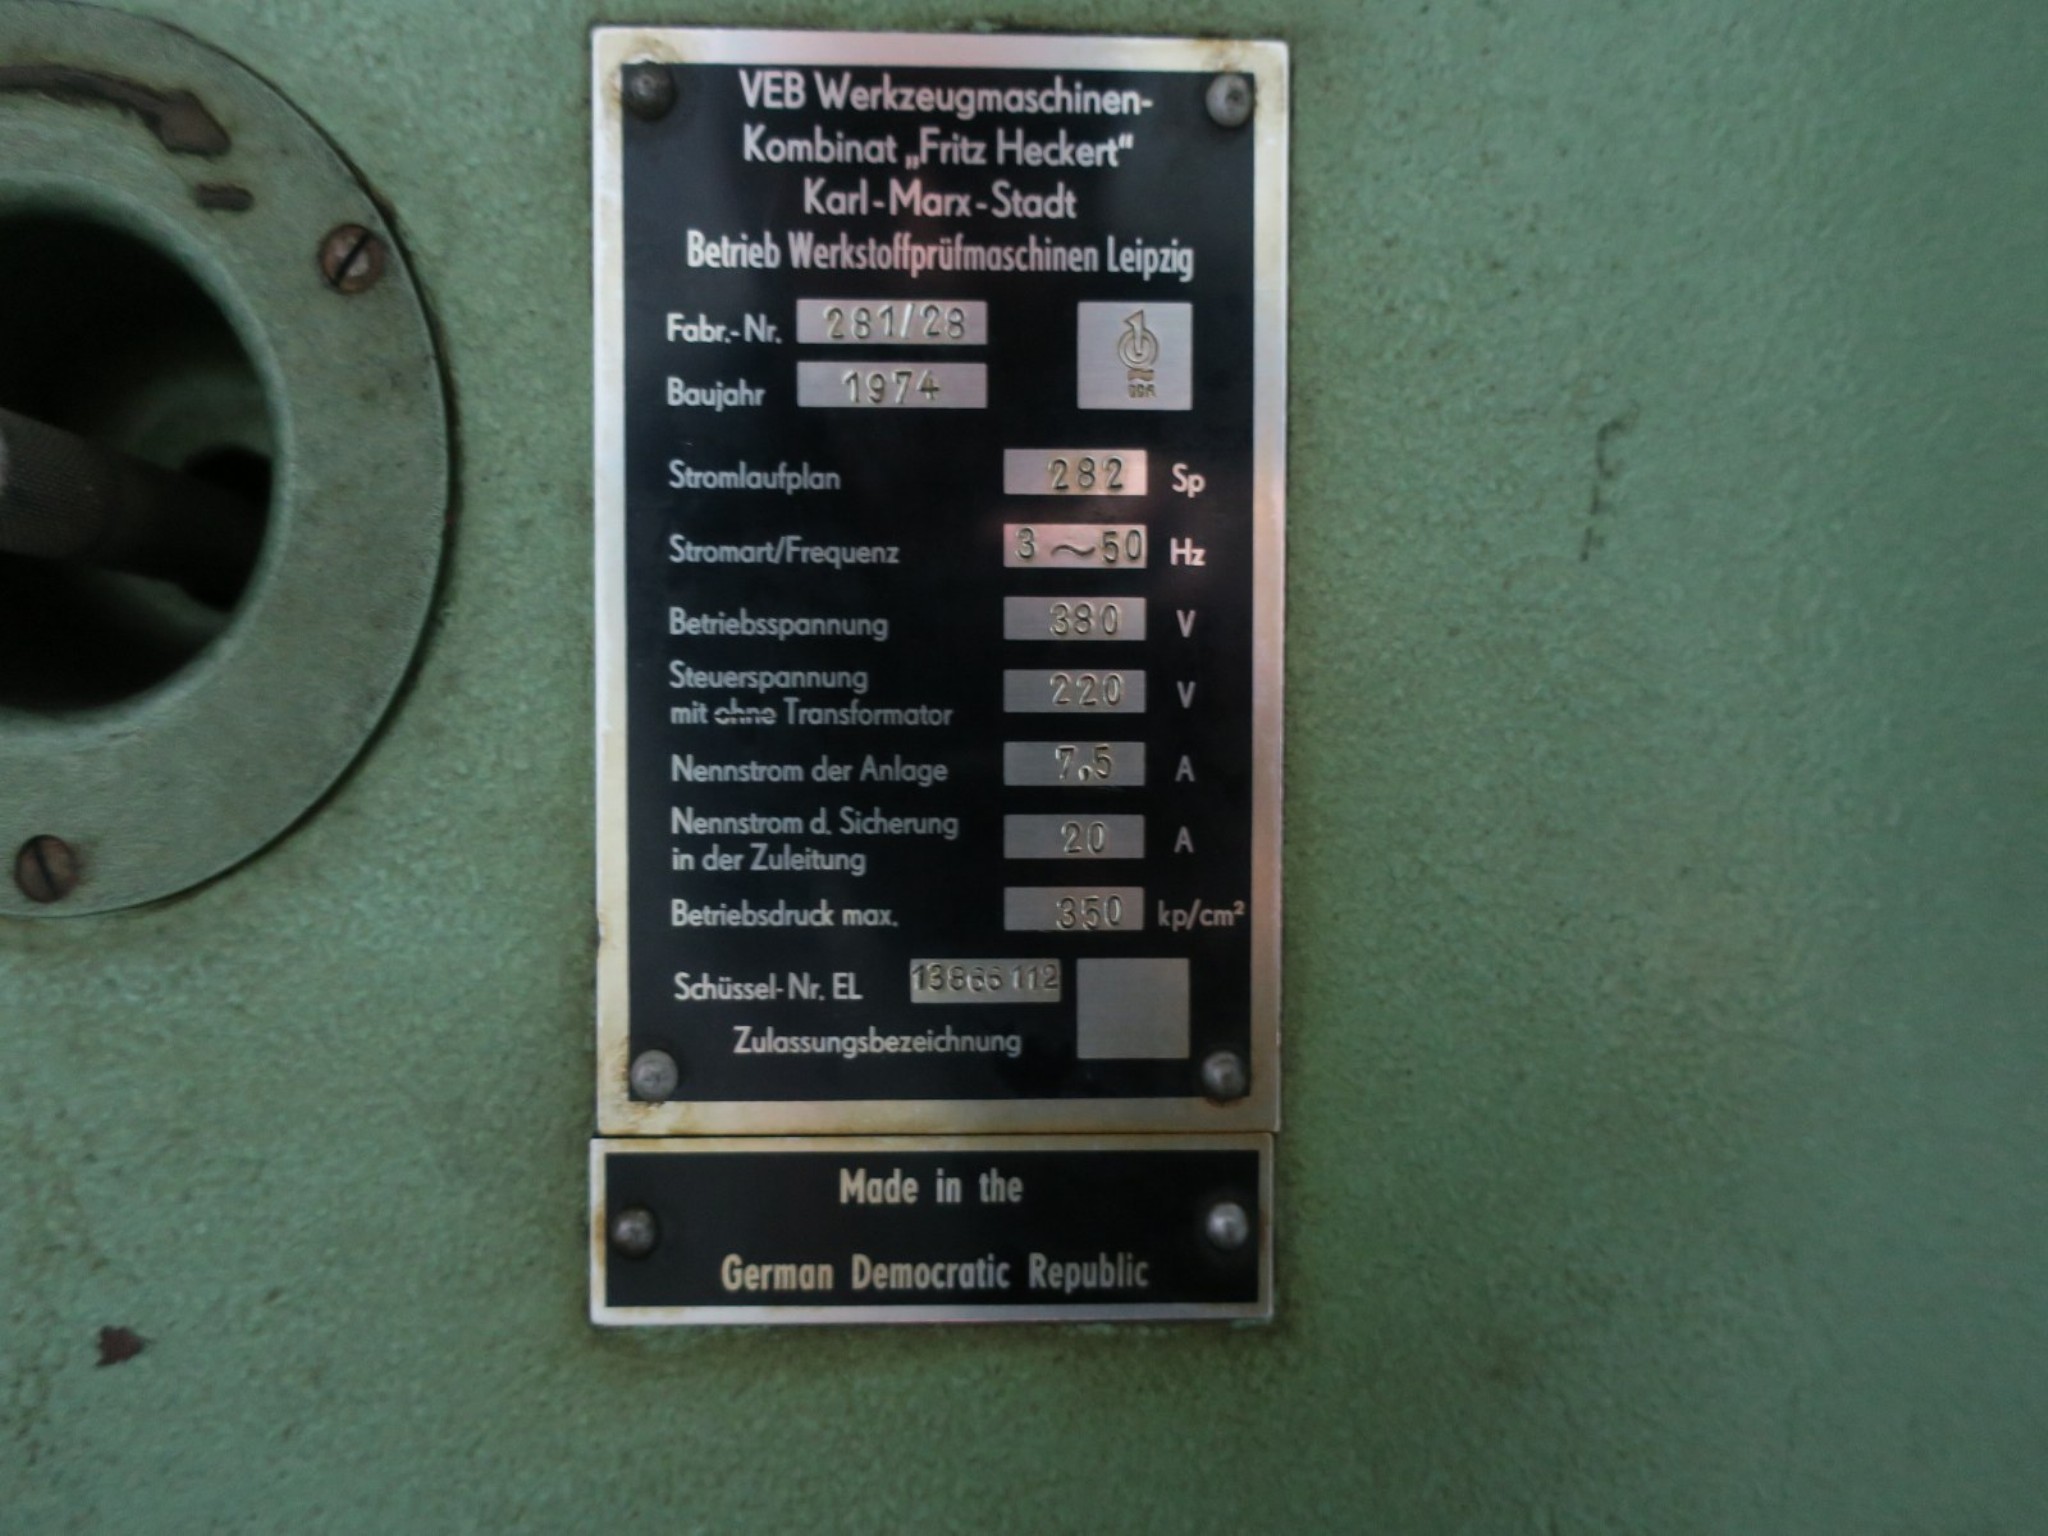 VEB Werkzeugmaschinen-
Kombinat „Fritz Heckert“
Karl-Marx-Stadt
Betrieb Werkstoffprüfmaschinen Leipzig
Fabr.-Nr. 281/28
Baujahr 1974
DDR
Stromlaufplan 282 Sp
Stromart/Frequenz 3 ~ 50 Hz
Betriebsspannung 380 V
Steuerspannung
mit ohne Transformator 220 V
Nennstrom der Anlage 7,5 A
Nennstrom d. Sicherung
in der Zuleitung 20 A
Betriebsdruck max. 350 kp/cm²
Schüssel-Nr. EL 13866112
Zulassungsbezeichnung
Made in the
German Democratic Republic